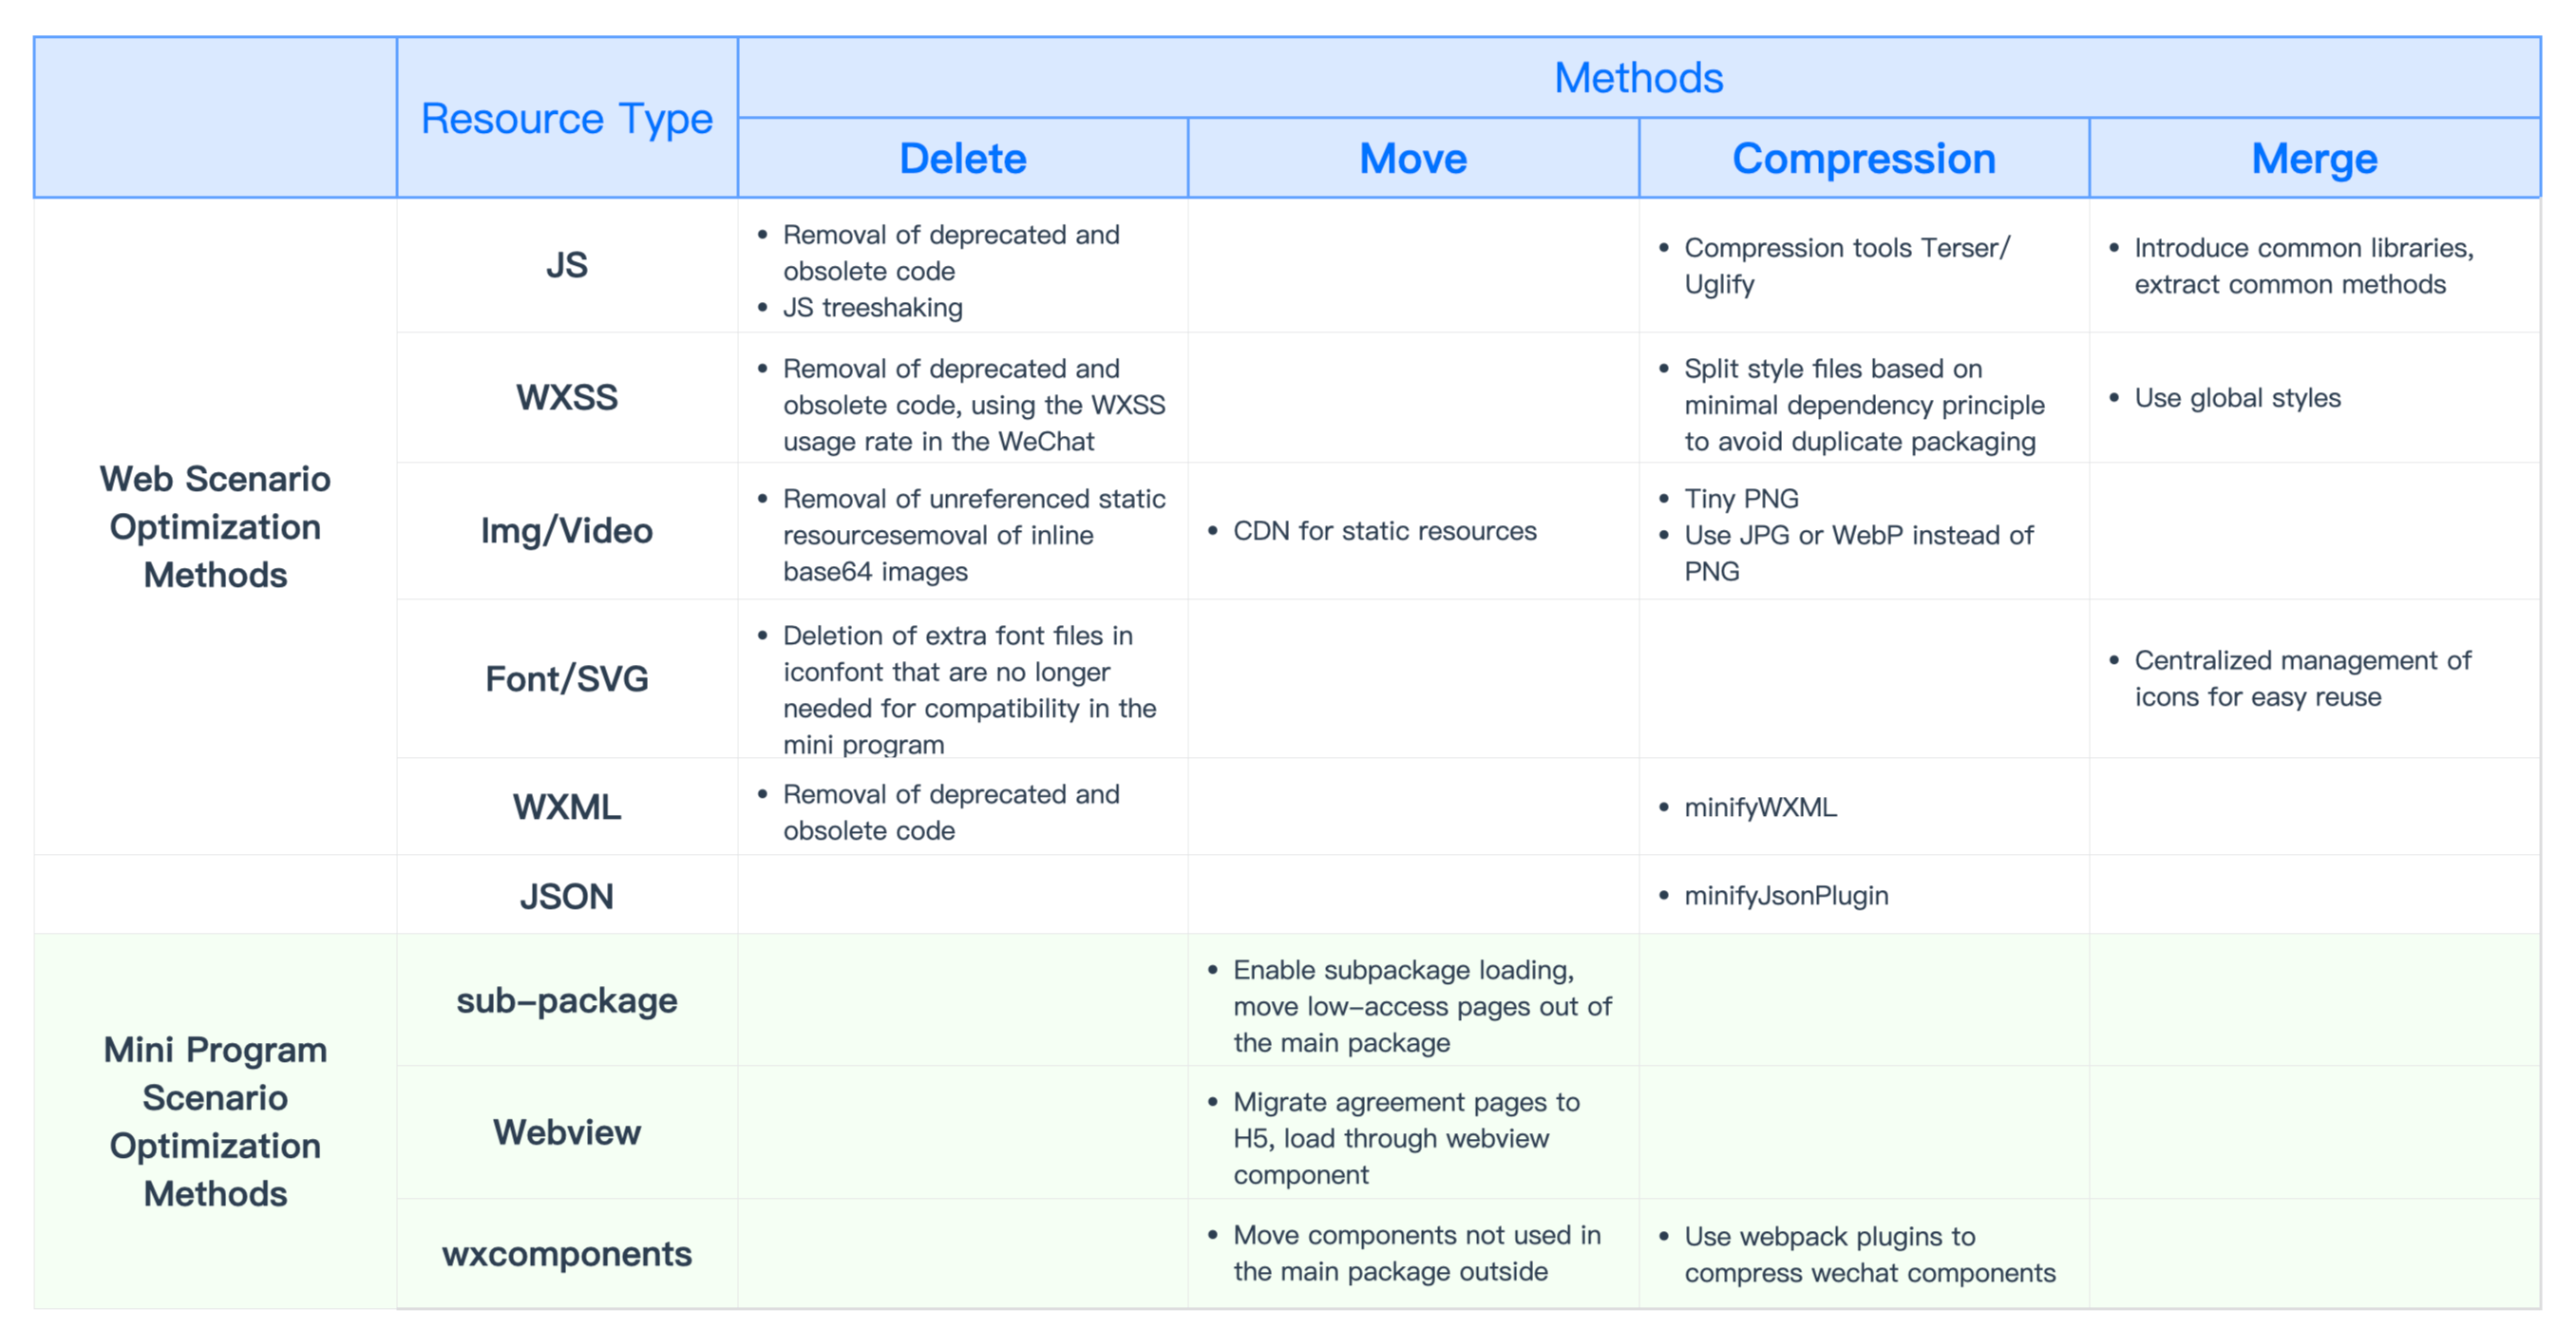 Resource Type
Methods
Delete
Move
Compression
Merge
Web Scenario
Optimization
Methods
JS
• Removal of deprecated and
obsolete code
• JS treeshaking
• Compression tools Terser/
Uglify
• Introduce common libraries,
extract common methods
WXSS
• Removal of deprecated and
obsolete code, using the WXSS
usage rate in the WeChat
• Split style files based on
minimal dependency principle
to avoid duplicate packaging
• Use global styles
Img/Video
• Removal of unreferenced static
resourcesemoval of inline
base64 images
• CDN for static resources
• Tiny PNG
• Use JPG or WebP instead of
PNG
Font/SVG
• Deletion of extra font files in
iconfont that are no longer
needed for compatibility in the
mini program
• Centralized management of
icons for easy reuse
WXML
• Removal of deprecated and
obsolete code
• minifyWXML
JSON
• minifyJsonPlugin
Mini Program
Scenario
Optimization
Methods
sub-package
• Enable subpackage loading,
move low-access pages out of
the main package
Webview
• Migrate agreement pages to
H5, load through webview
component
wxcomponents
• Move components not used in
the main package outside
• Use webpack plugins to
compress wechat components